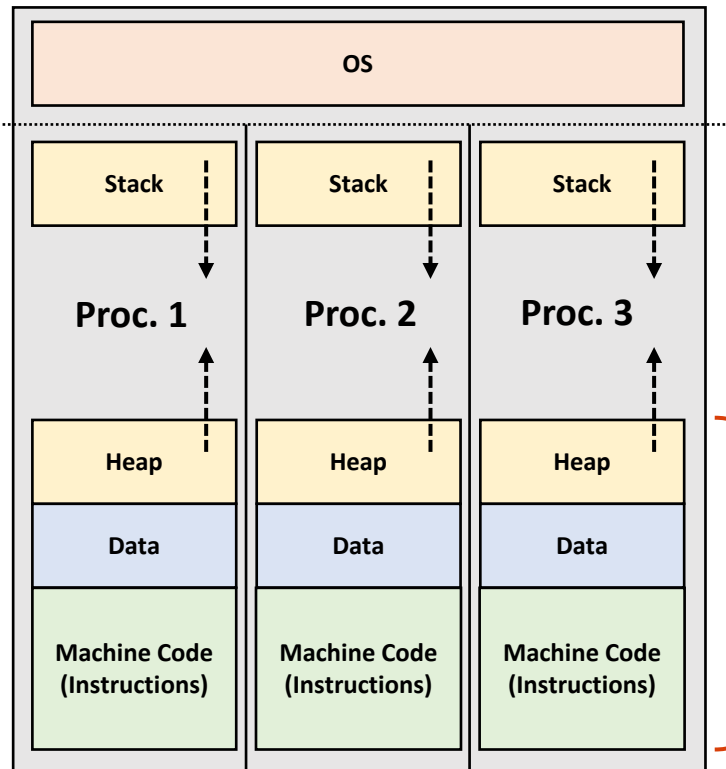 OS
Stack
Stack
Stack
Proc. 1
Proc. 2
Proc. 3
Heap
Heap
Heap
Data
Data
Data
Machine Code
(Instructions)
Machine Code
(Instructions)
Machine Code
(Instructions)